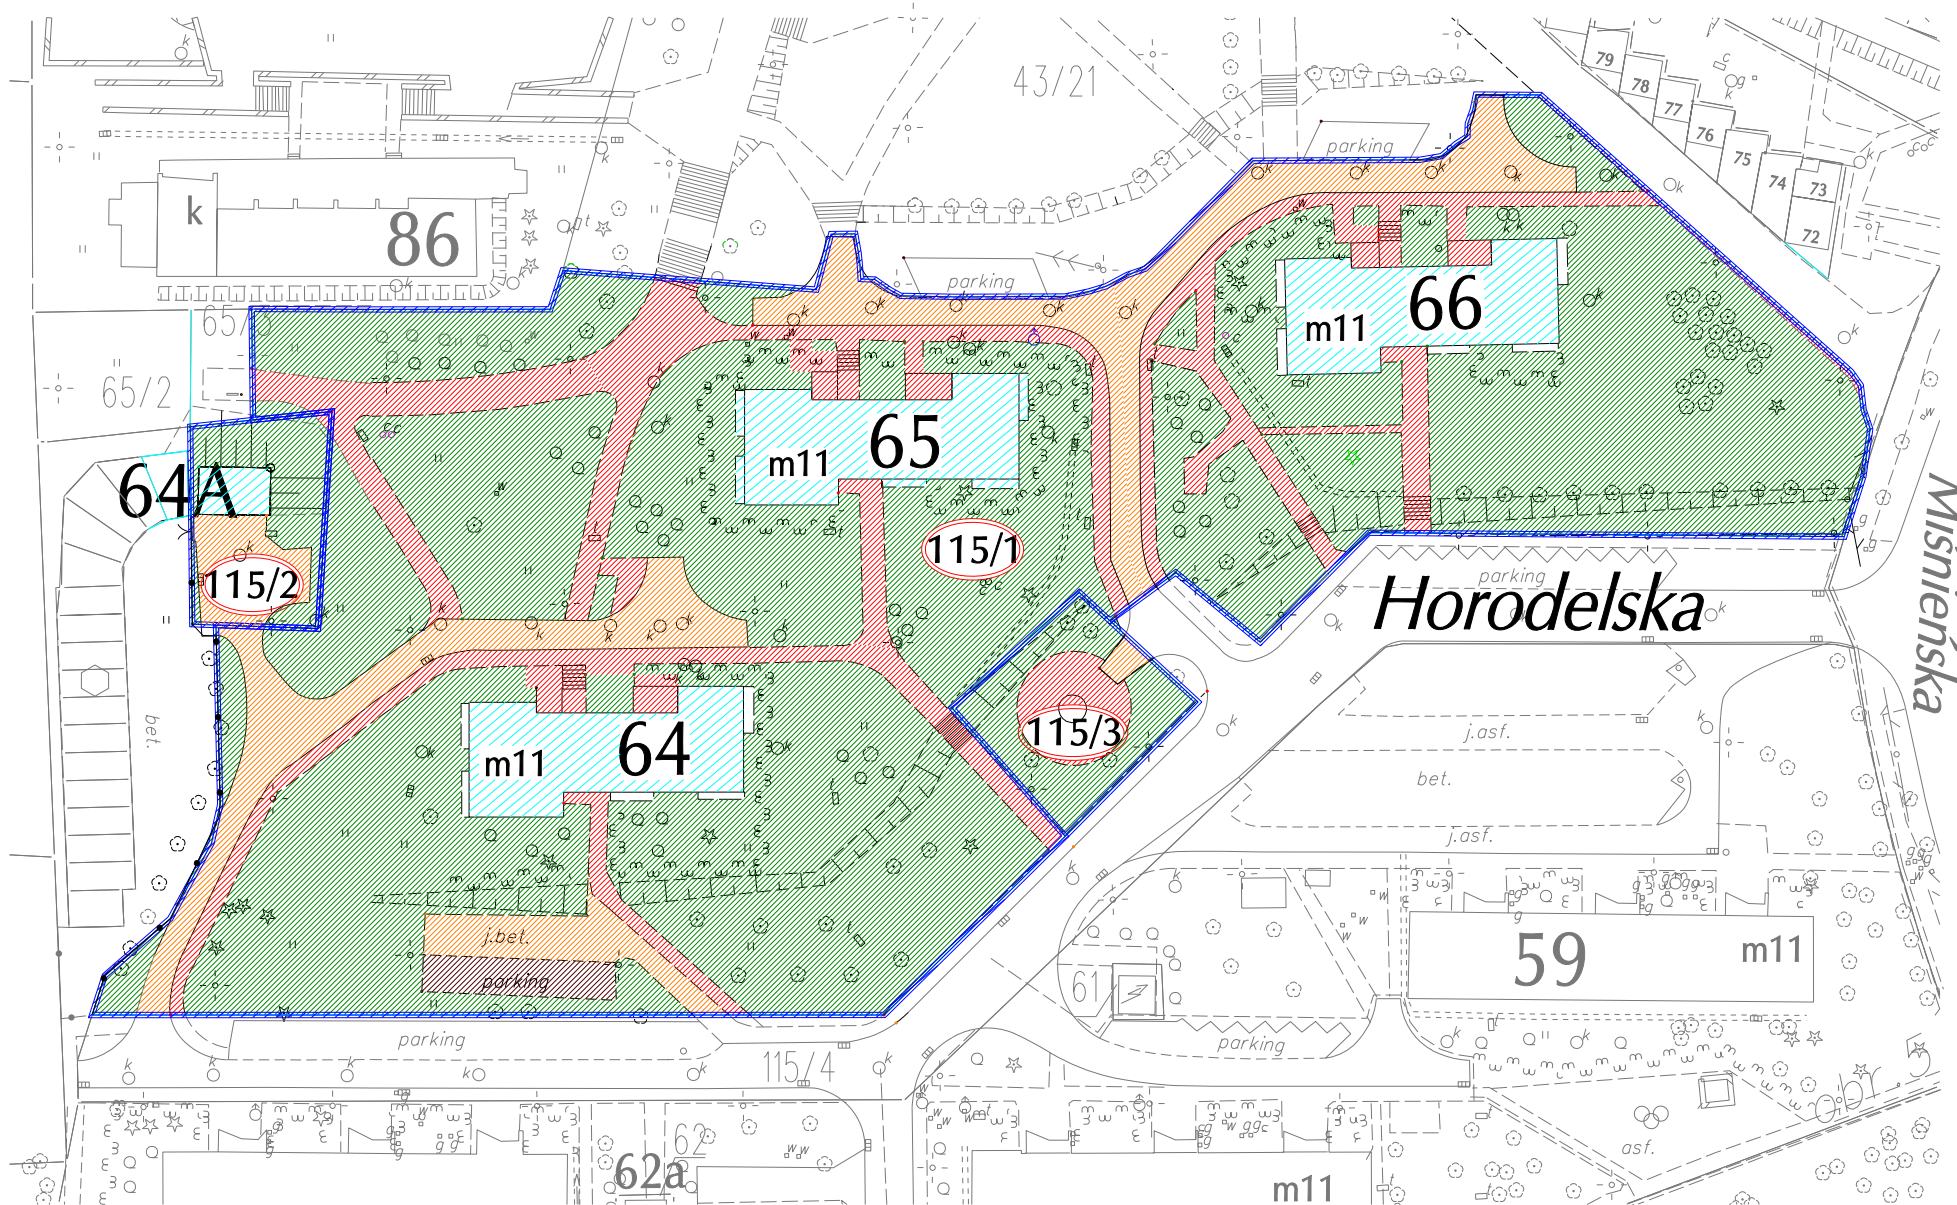 43/21
79
78
77
76
75
74
73
72
parking
k
86
parking
66
m11
65/2
65
m11
64A
115/1
115/2
Horodelska
parking
Miśnieńska
115/3
64
m11
bet.
j.asf.
bet.
j.asf.
j.bet.
parking
59
m11
61
parking
parking
115/4
62
62a
m11
asf.